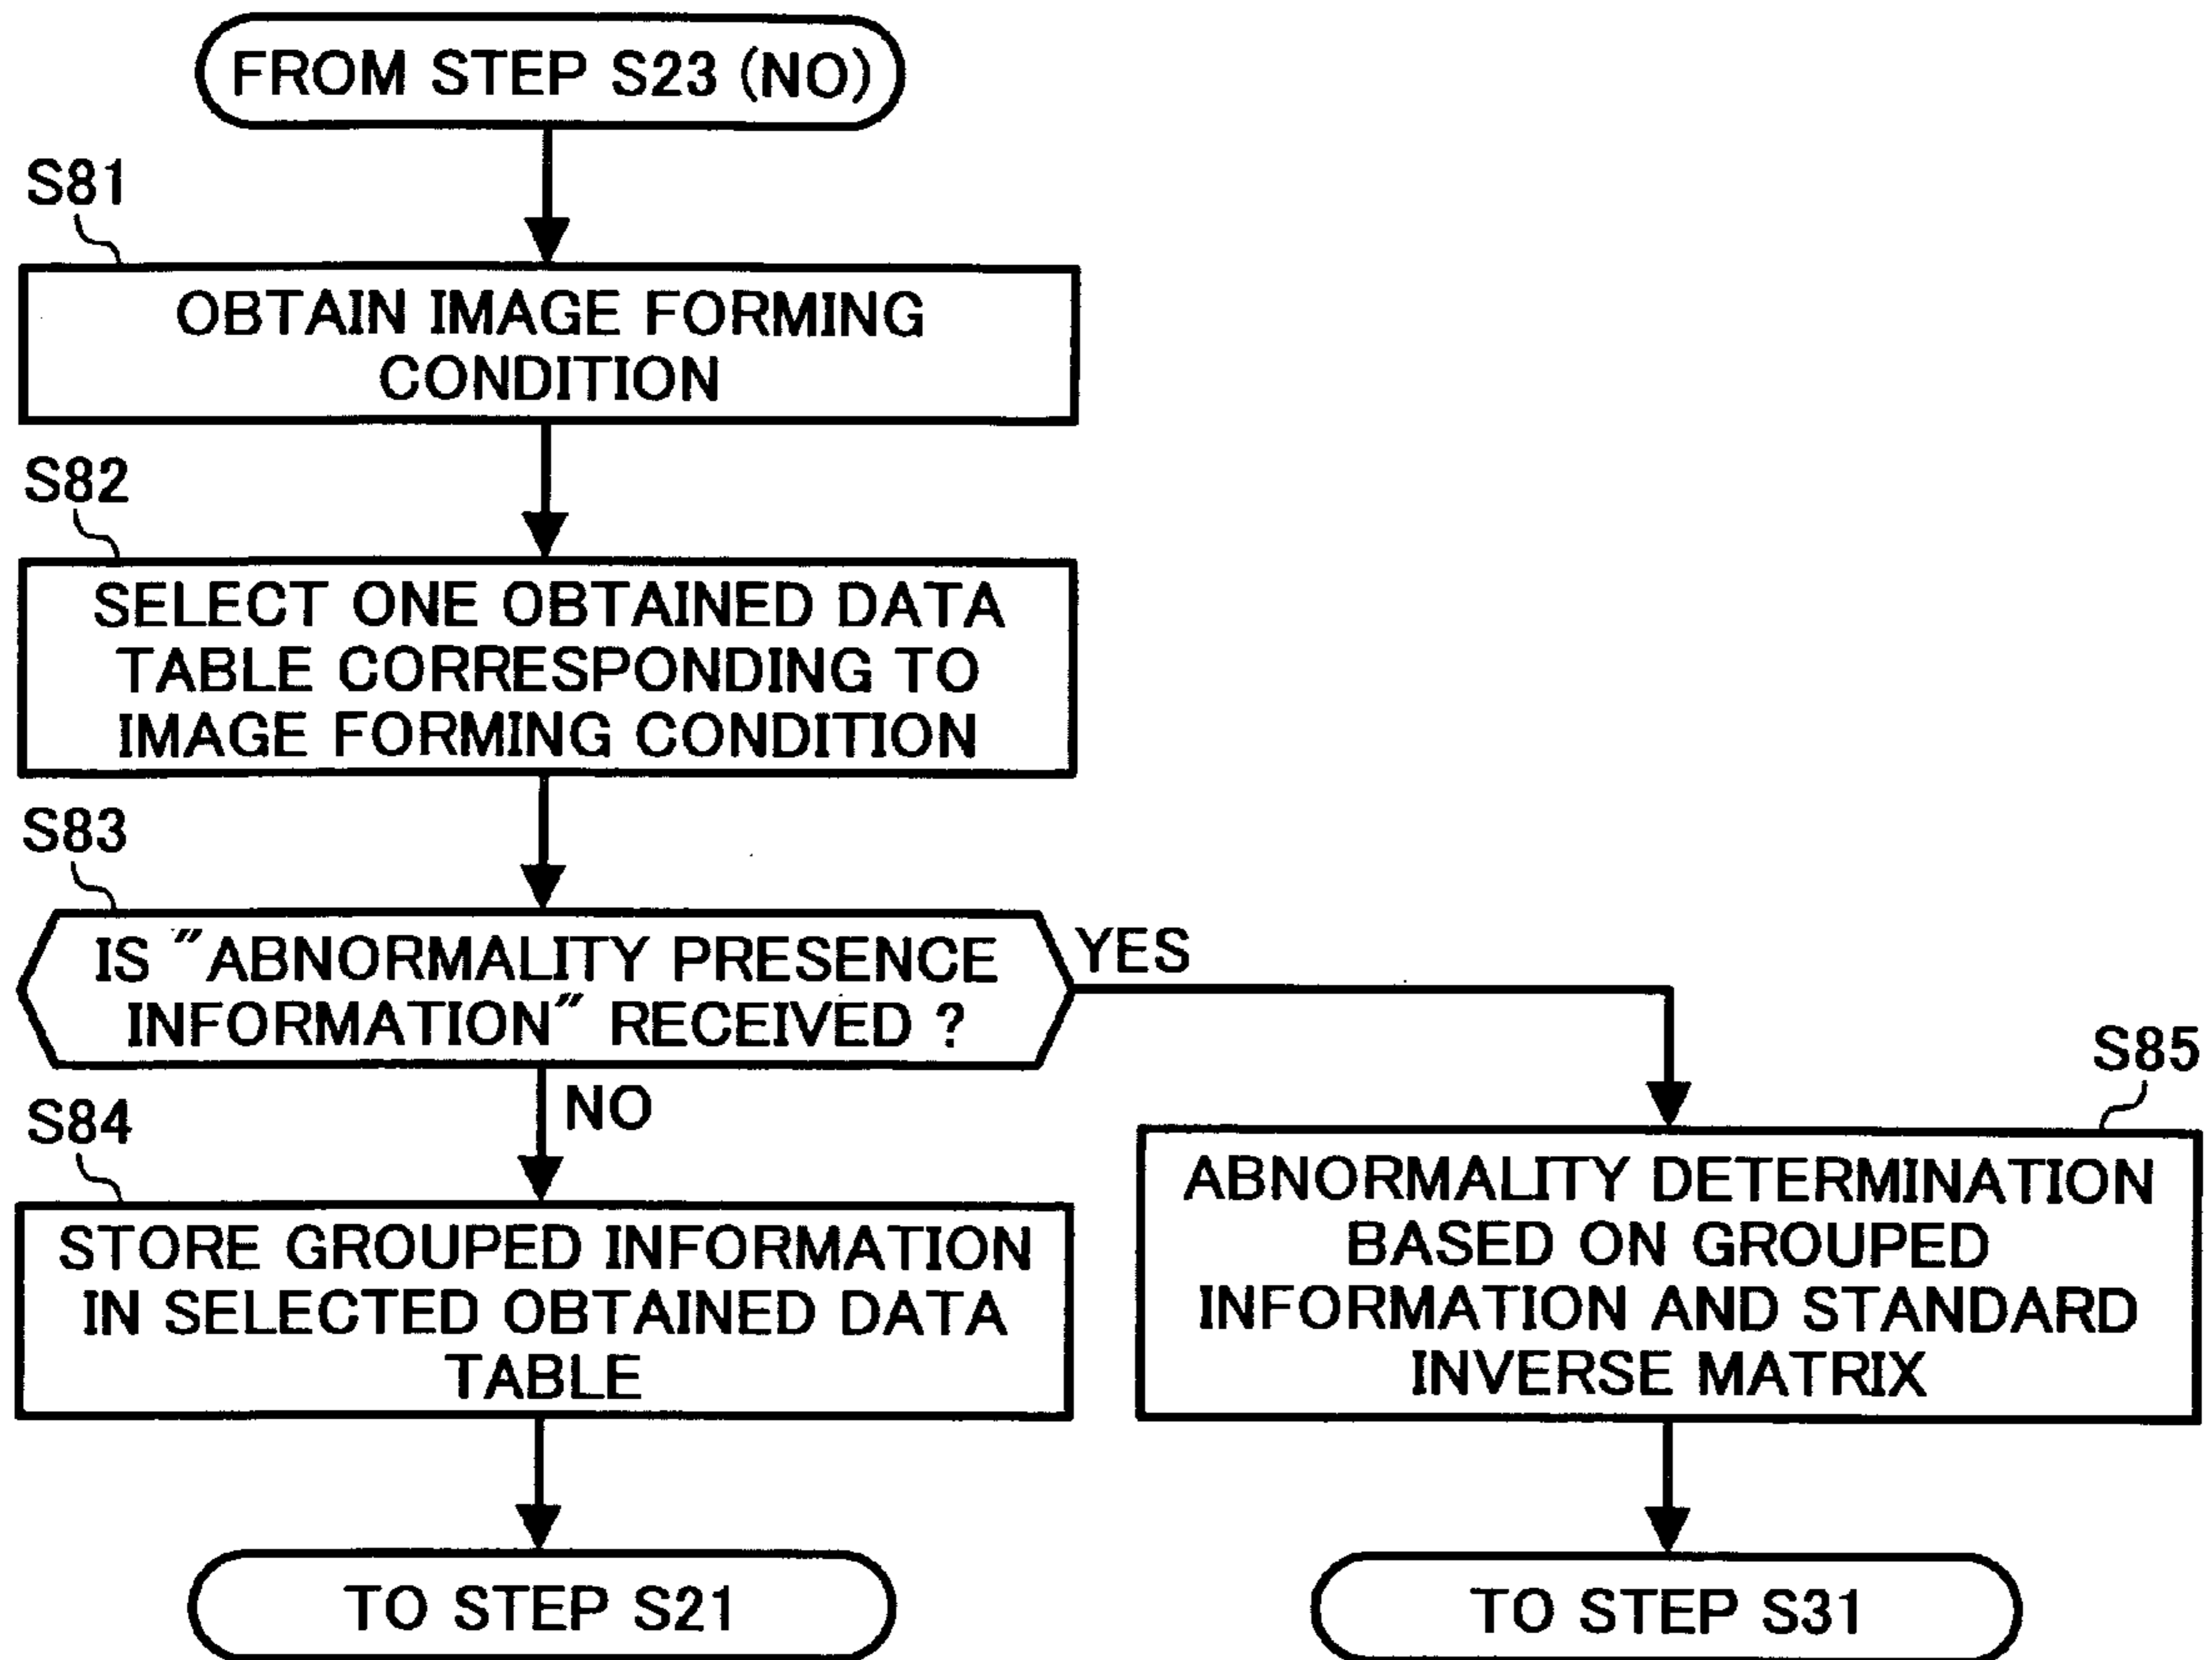 FROM STEP S23 (NO)
S81
OBTAIN IMAGE FORMING
CONDITION
S82
SELECT ONE OBTAINED DATA
TABLE CORRESPONDING TO
IMAGE FORMING CONDITION
S83
IS "ABNORMALITY PRESENCE
INFORMATION" RECEIVED ?
YES
NO
S84
STORE GROUPED INFORMATION
IN SELECTED OBTAINED DATA
TABLE
TO STEP S21
S85
ABNORMALITY DETERMINATION
BASED ON GROUPED
INFORMATION AND STANDARD
INVERSE MATRIX
TO STEP S31